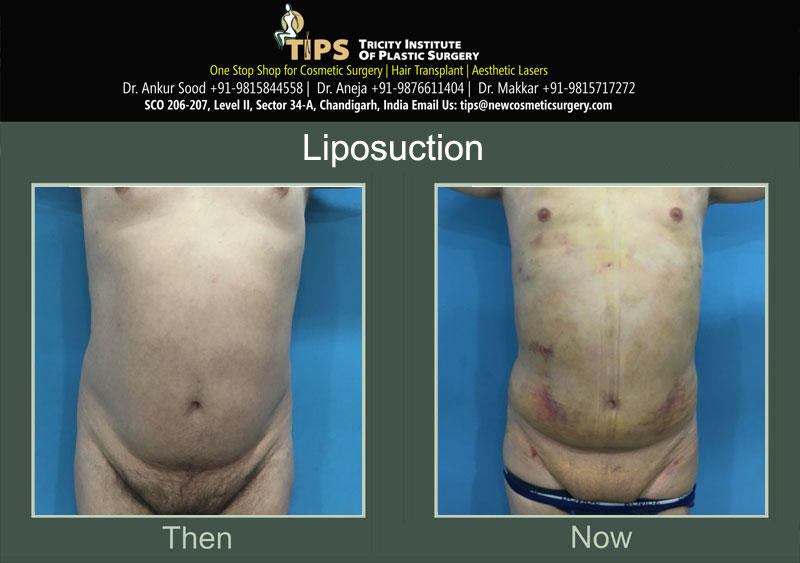 TIPS TRICITY INSTITUTE
OF PLASTIC SURGERY
One Stop Shop for Cosmetic Surgery | Hair Transplant | Aesthetic Lasers
Dr. Ankur Sood +91-9815844558 | Dr. Aneja +91-9876611404 | Dr. Makkar +91-9815717272
SCO 206-207, Level II, Sector 34-A, Chandigarh, India Email Us: tips@newcosmeticsurgery.com
Liposuction
Then
Now